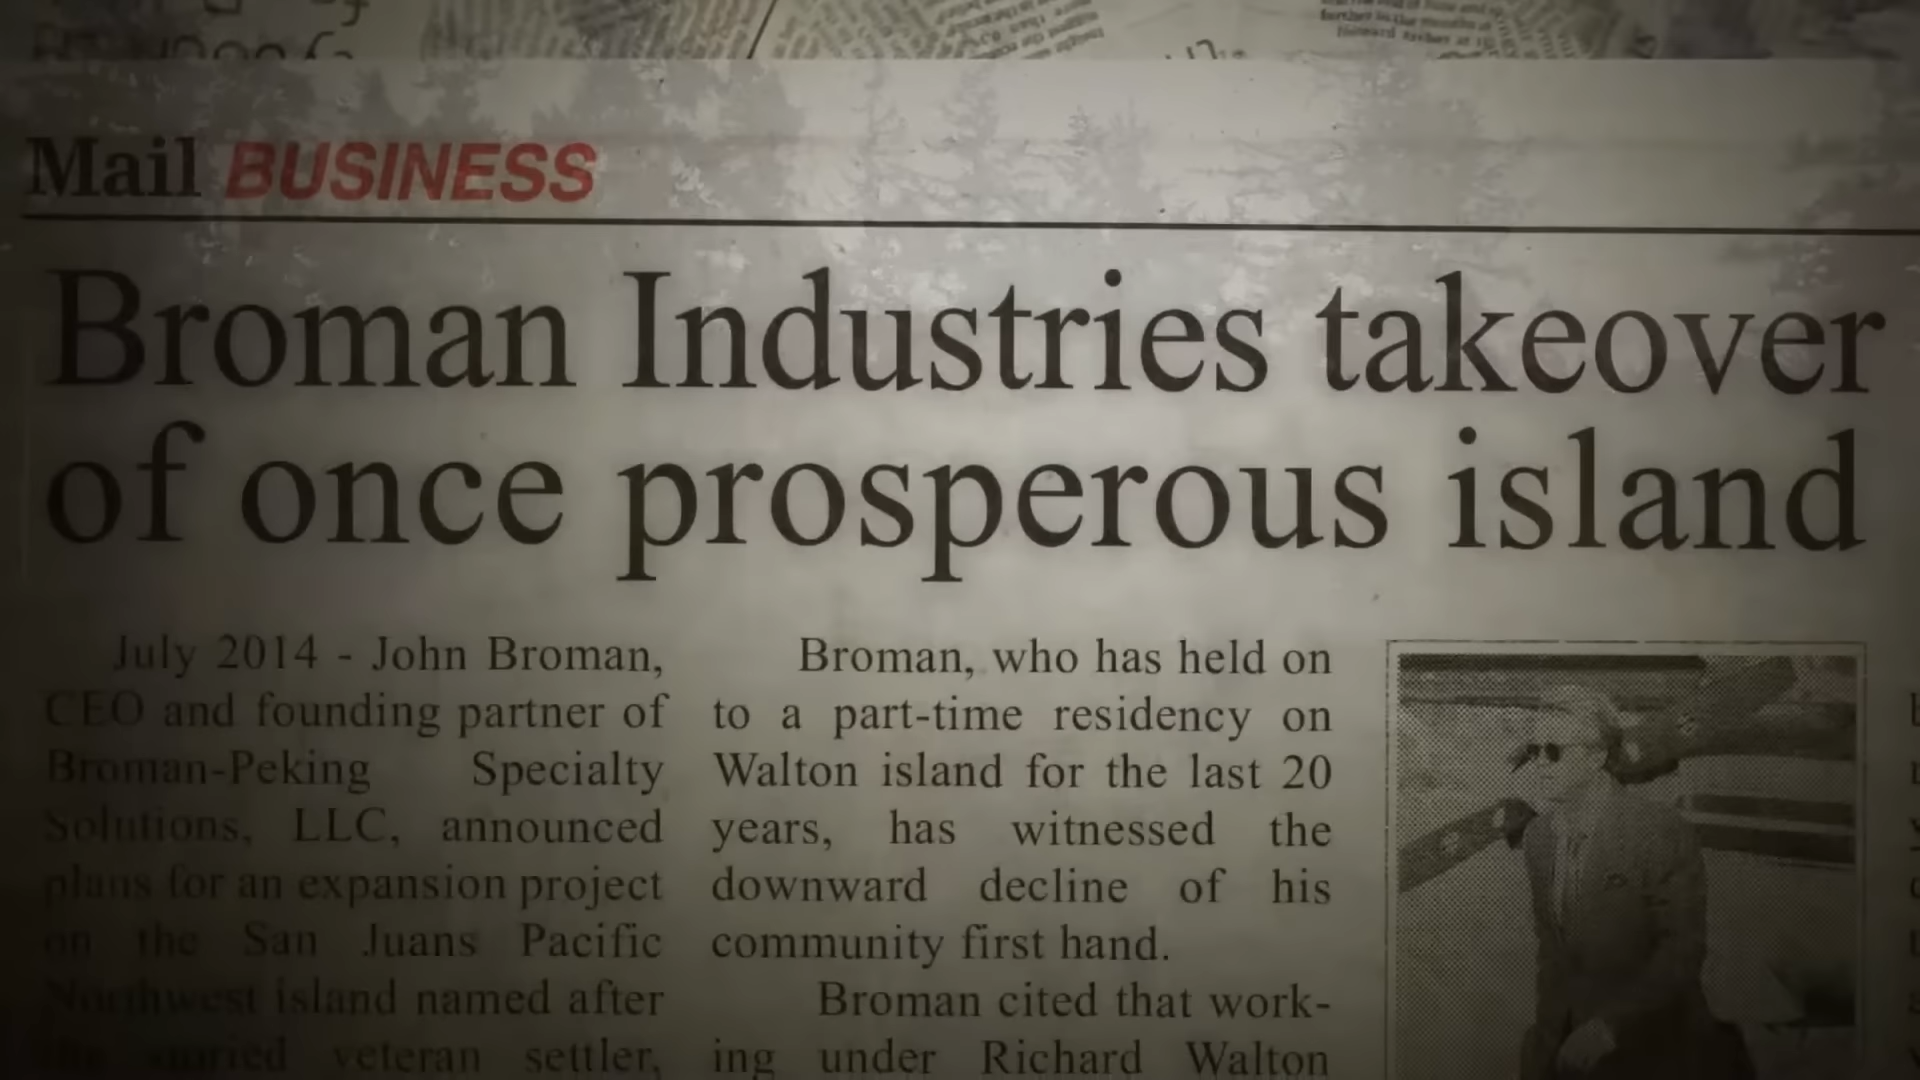 Mail BUSINESS
Broman Industries takeover
of once prosperous island
July 2014 - John Broman,
CEO and founding partner of
Broman-Peking Specialty
Solutions, LLC, announced
plans for an expansion project
on the San Juans Pacific
Northwest island named after
the storied veteran settler,
Broman, who has held on
to a part-time residency on
Walton island for the last 20
years, has witnessed the
downward decline of his
community first hand.
Broman cited that work-
ing under Richard Walton